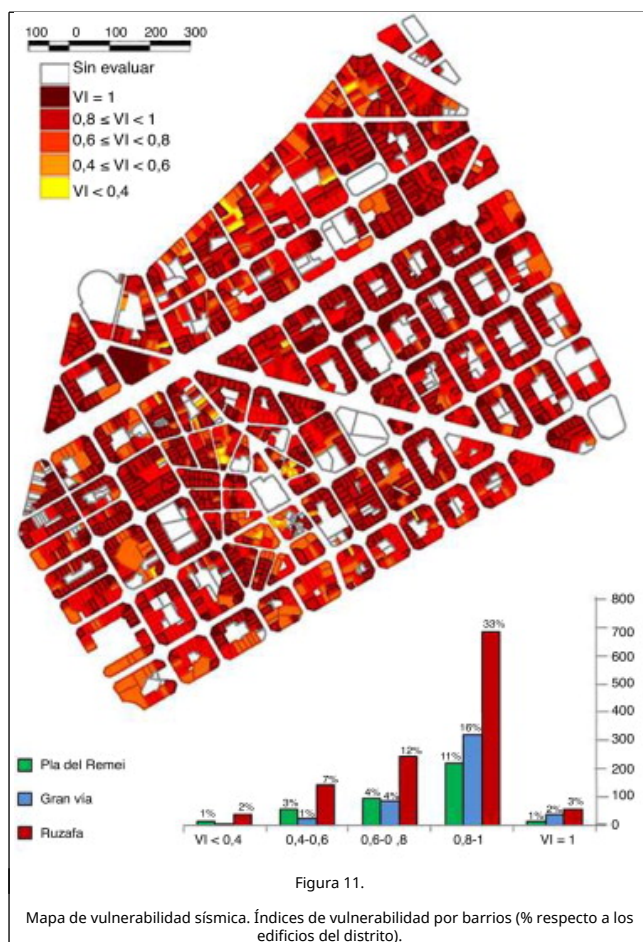 100 0 100 200 300
Sin evaluar
VI = 1
0,8 ≤ VI < 1
0,6 ≤ VI < 0,8
0,4 ≤ VI < 0,6
VI < 0,4
800
700
600
500
400
300
200
100
0
1% 2%
3% 1% 7%
4% 4% 12%
11% 16% 33%
1% 2% 3%
Pla del Remei
Gran vía
Ruzafa
VI < 0,4 0,4-0,6 0,6-0 ,8 0,8-1 VI = 1
Figura 11.
Mapa de vulnerabilidad sísmica. Índices de vulnerabilidad por barrios (% respecto a los
edificios del distrito).